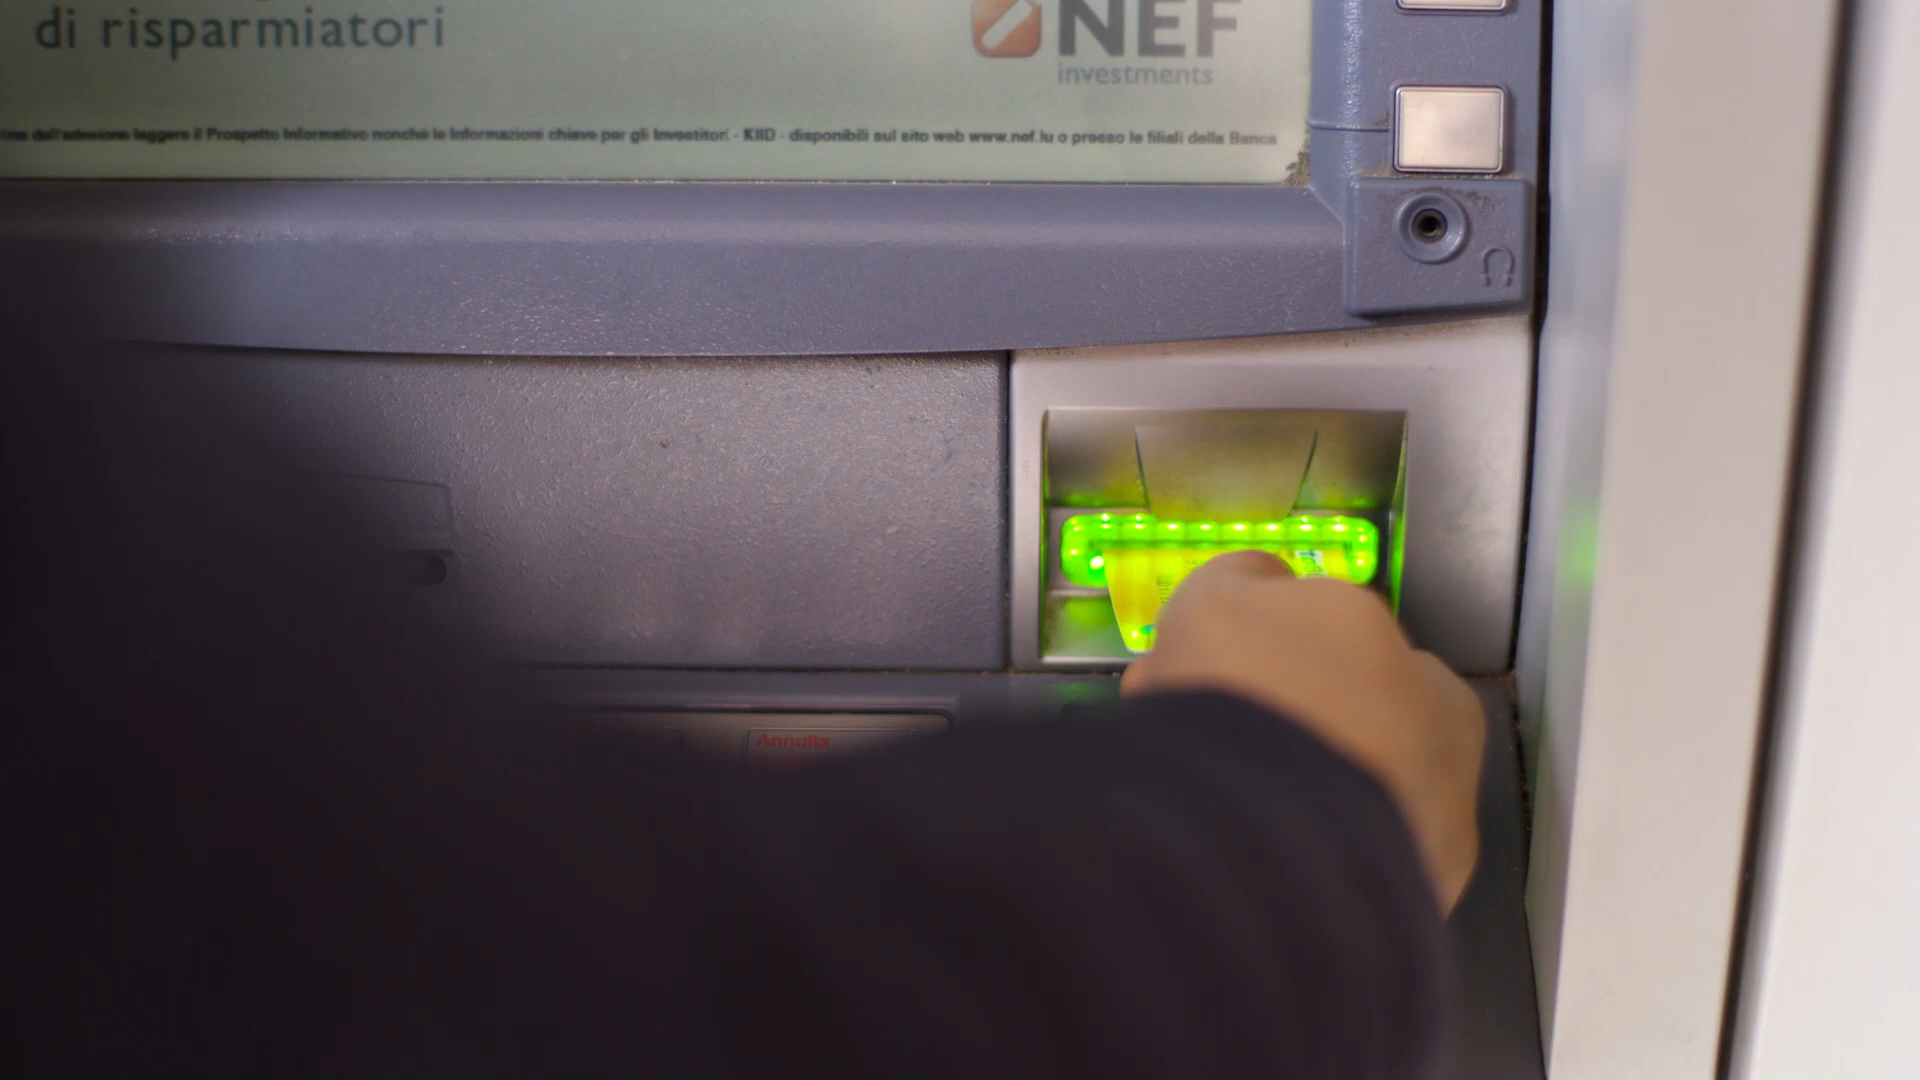 di risparmiatori
NEF
investments
dell'adesione leggere il Prospetto Informativo nonché le Informazioni chiave per gli Investitori - KIID - disponibili sul sito web www.nef.lu o presso le filiali della Banca
Annulla